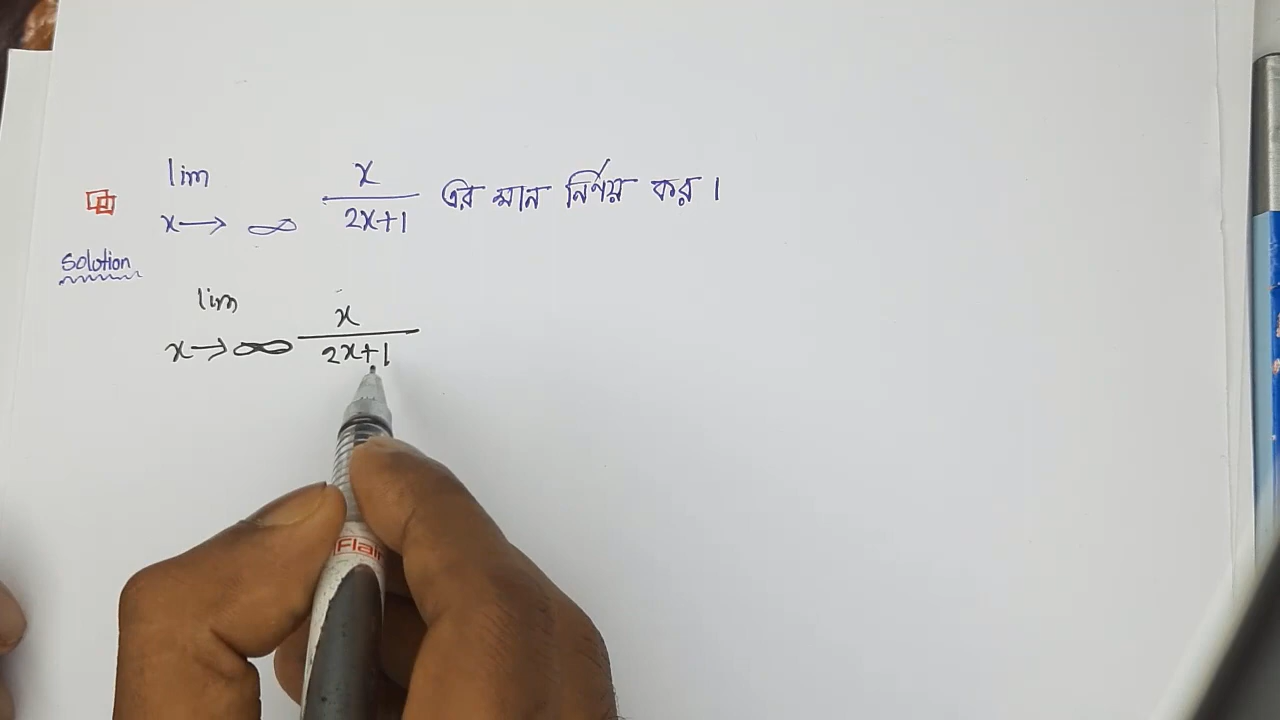 lim x→∞ x/2x+1 এর মান নির্ণয় কর।
Solution
lim x→∞ x/2x+1
Flair